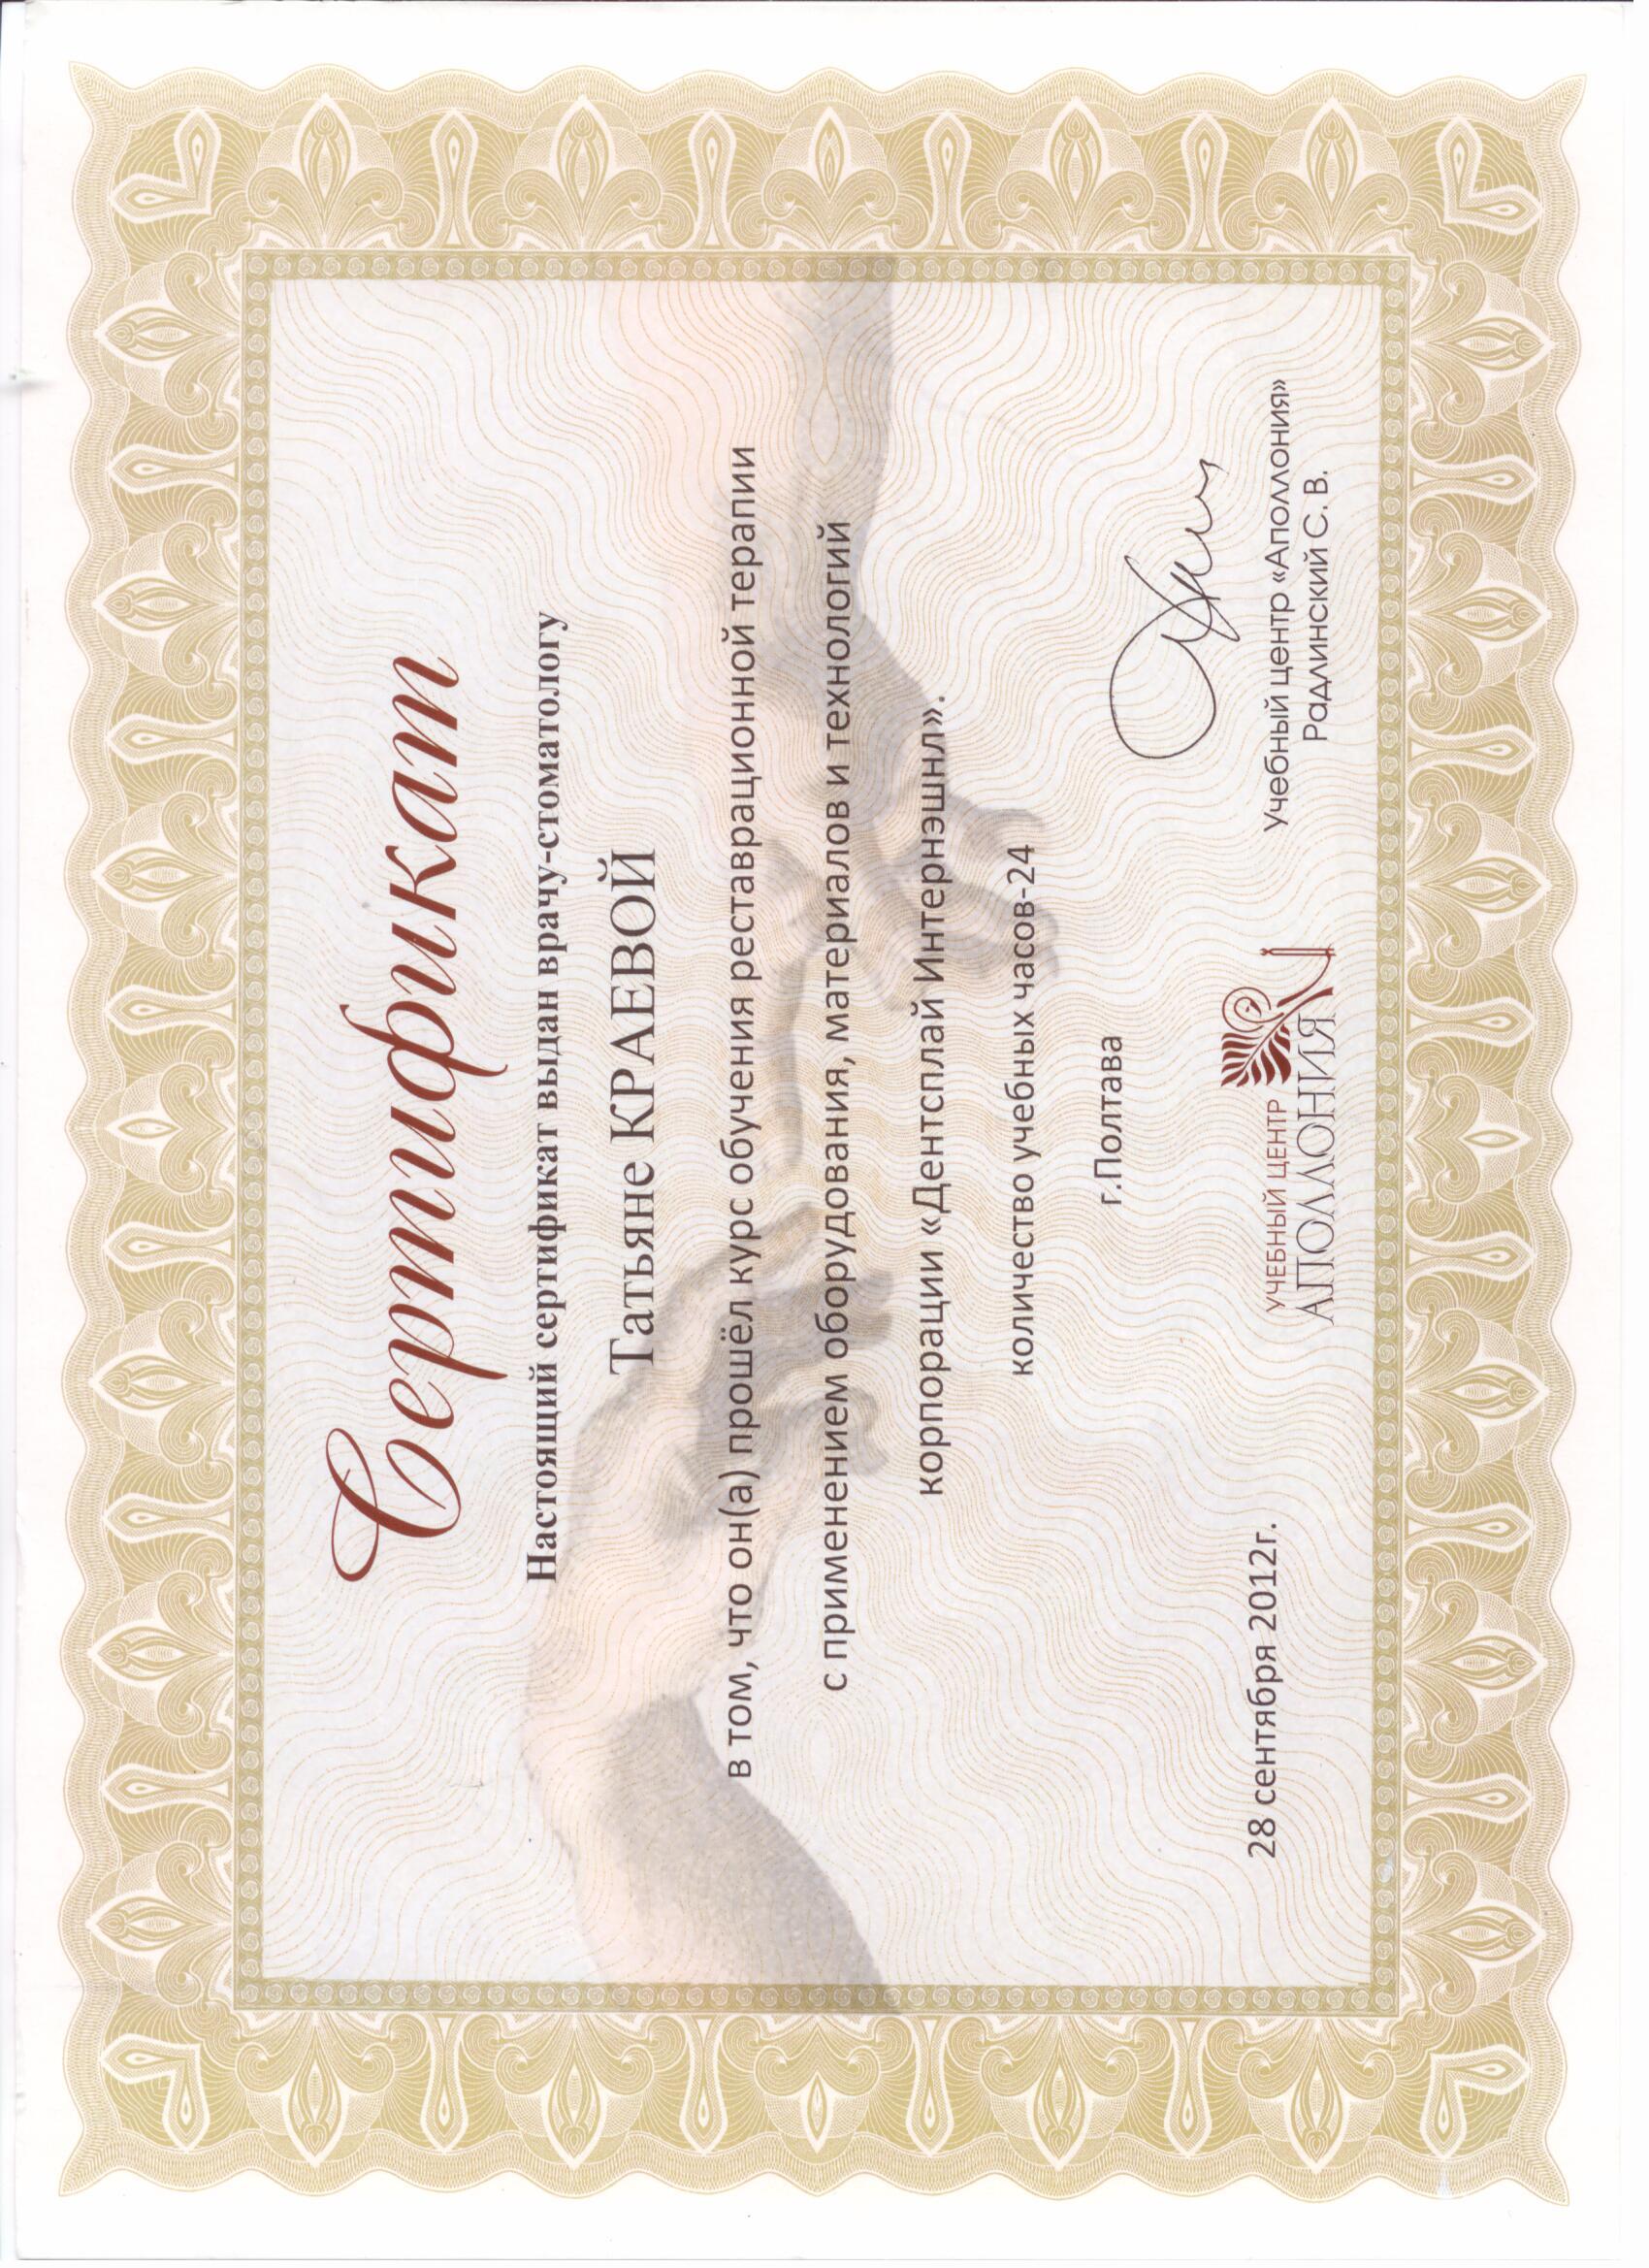 Сертификат
Настоящий сертификат выдан врачу-стоматологу
Татьяне КРАЕВОЙ
в том, что он(а) прошёл курс обучения реставрационной терапии
с применением оборудования, материалов и технологий
корпорации «Дентсплай Интернэшнл».
количество учебных часов-24
г.Полтава
28 сентября 2012г.
УЧЕБНЫЙ ЦЕНТР
АПОЛЛОНИЯ
Учебный центр «Аполлония»
Радлинский С. В.